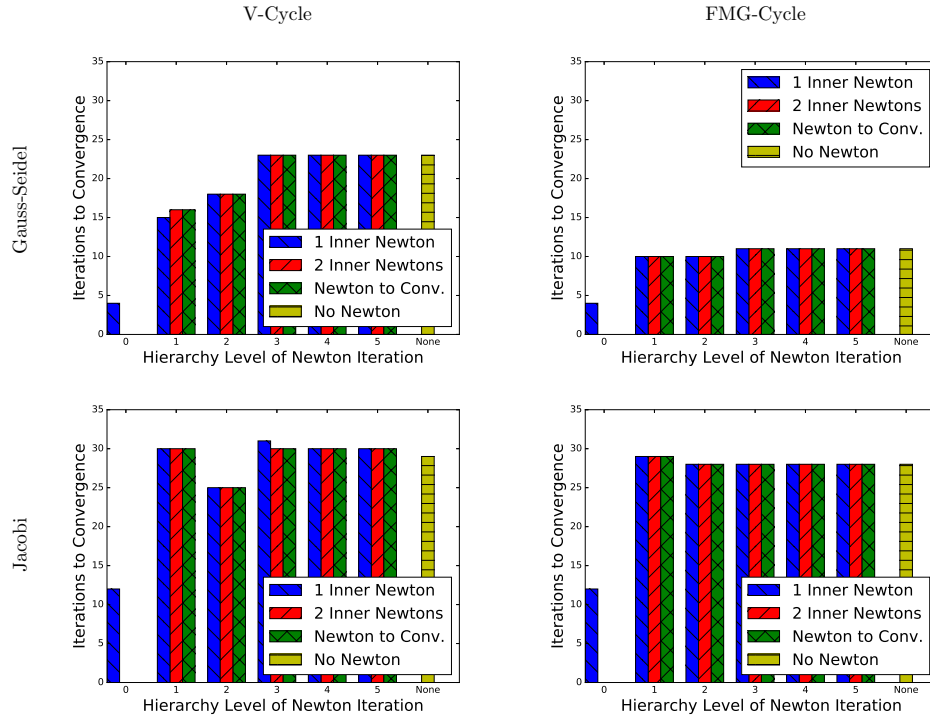 V-Cycle
FMG-Cycle
Gauss-Seidel
Iterations to Convergence
35
30
25
20
15
10
5
0
1 Inner Newton
2 Inner Newtons
Newton to Conv.
No Newton
0 1 2 3 4 5 None
Hierarchy Level of Newton Iteration
Iterations to Convergence
35
30
25
20
15
10
5
0
1 Inner Newton
2 Inner Newtons
Newton to Conv.
No Newton
0 1 2 3 4 5 None
Hierarchy Level of Newton Iteration
Jacobi
Iterations to Convergence
35
30
25
20
15
10
5
0
1 Inner Newton
2 Inner Newtons
Newton to Conv.
No Newton
0 1 2 3 4 5 None
Hierarchy Level of Newton Iteration
Iterations to Convergence
35
30
25
20
15
10
5
0
1 Inner Newton
2 Inner Newtons
Newton to Conv.
No Newton
0 1 2 3 4 5 None
Hierarchy Level of Newton Iteration